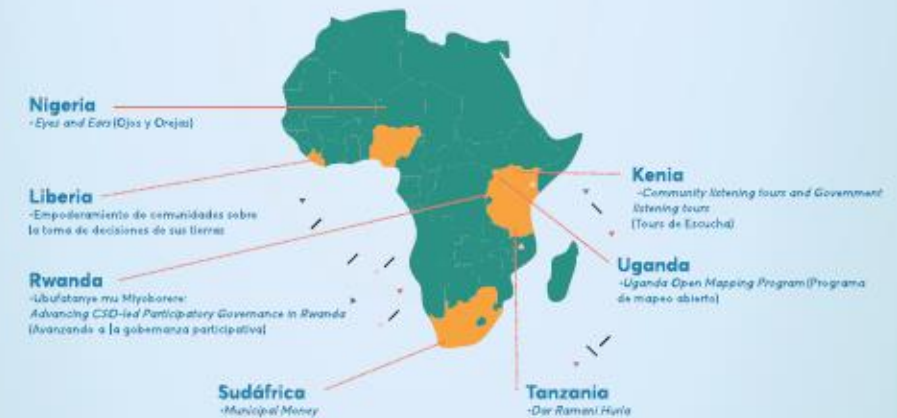 Nigeria
-Eyes and Ears (Ojos y Orejas)
Liberia
-Empoderamiento de comunidades sobre
la toma de decisiones de sus tierras
Rwanda
-Ubufatanye mu Miyoborere:
Advancing CSO-led Participatory Governance in Rwanda
(Avanzando a la gobernanza participativa)
Sudáfrica
-Municipal Money
Kenia
-Community listening tours and Government
listening tours
(Tours de Escucha)
Uganda
-Uganda Open Mapping Program (Programa
de mapeo abierto)
Tanzania
-Dar Ramani Huria